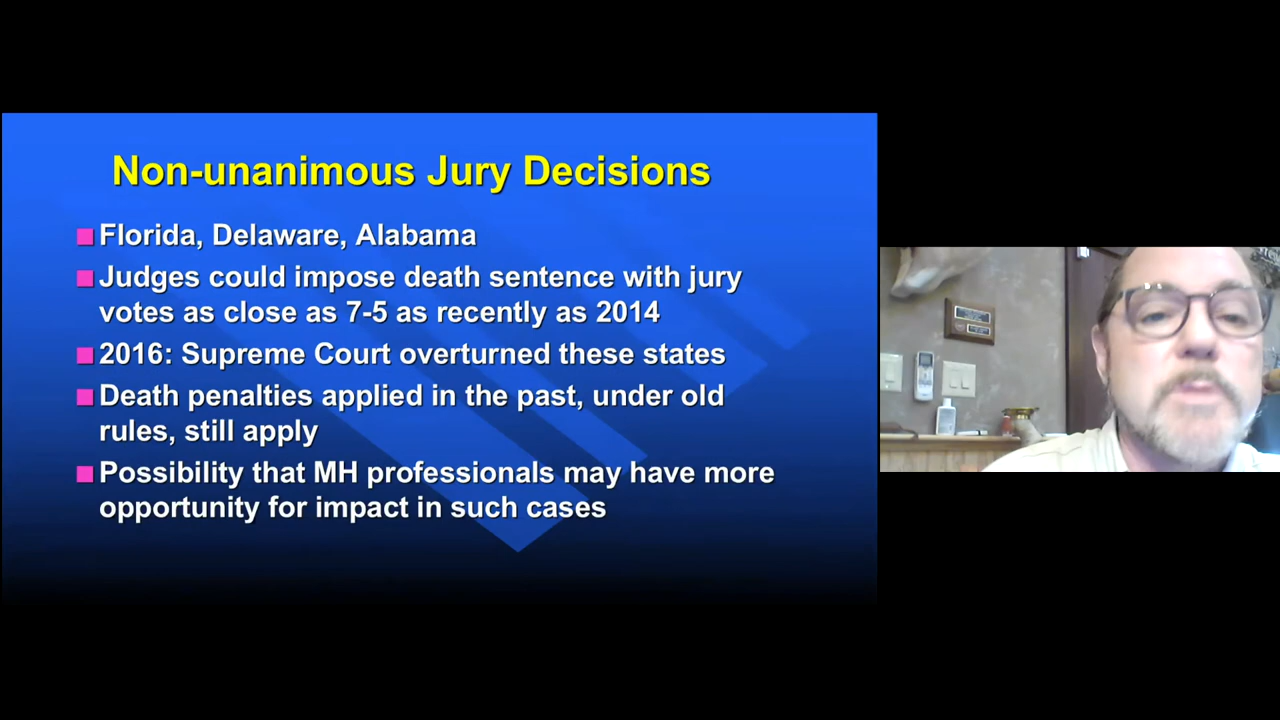 Non-unanimous Jury Decisions
Florida, Delaware, Alabama
Judges could impose death sentence with jury
votes as close as 7-5 as recently as 2014
2016: Supreme Court overturned these states
Death penalties applied in the past, under old
rules, still apply
Possibility that MH professionals may have more
opportunity for impact in such cases